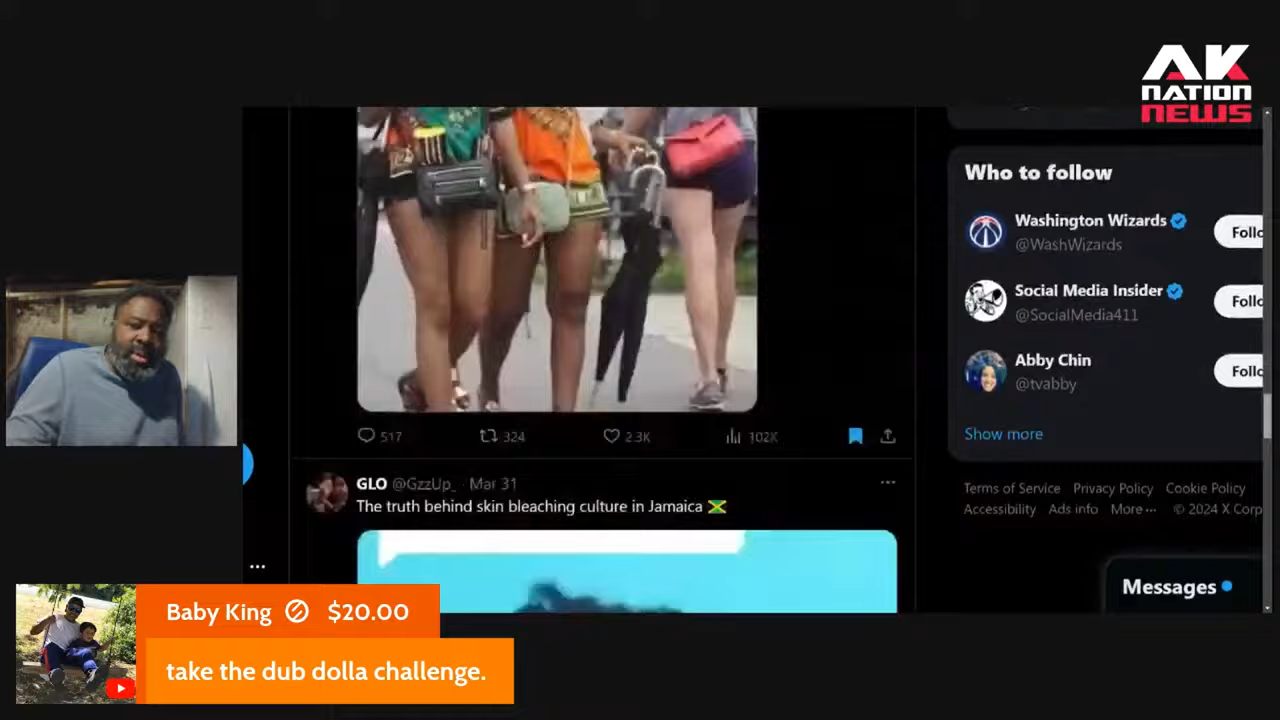 AK
NATION
NEWS
Who to follow
Washington Wizards
@WashWizards
Follo
Social Media Insider
@SocialMedia411
Follo
Abby Chin
@tvabby
Follo
Show more
517
324
2.3K
102K
GLO @GzzUp_ · Mar 31
The truth behind skin bleaching culture in Jamaica
Terms of Service Privacy Policy Cookie Policy
Accessibility Ads info More ··· © 2024 X Corp
Messages
Baby King $20.00
take the dub dolla challenge.